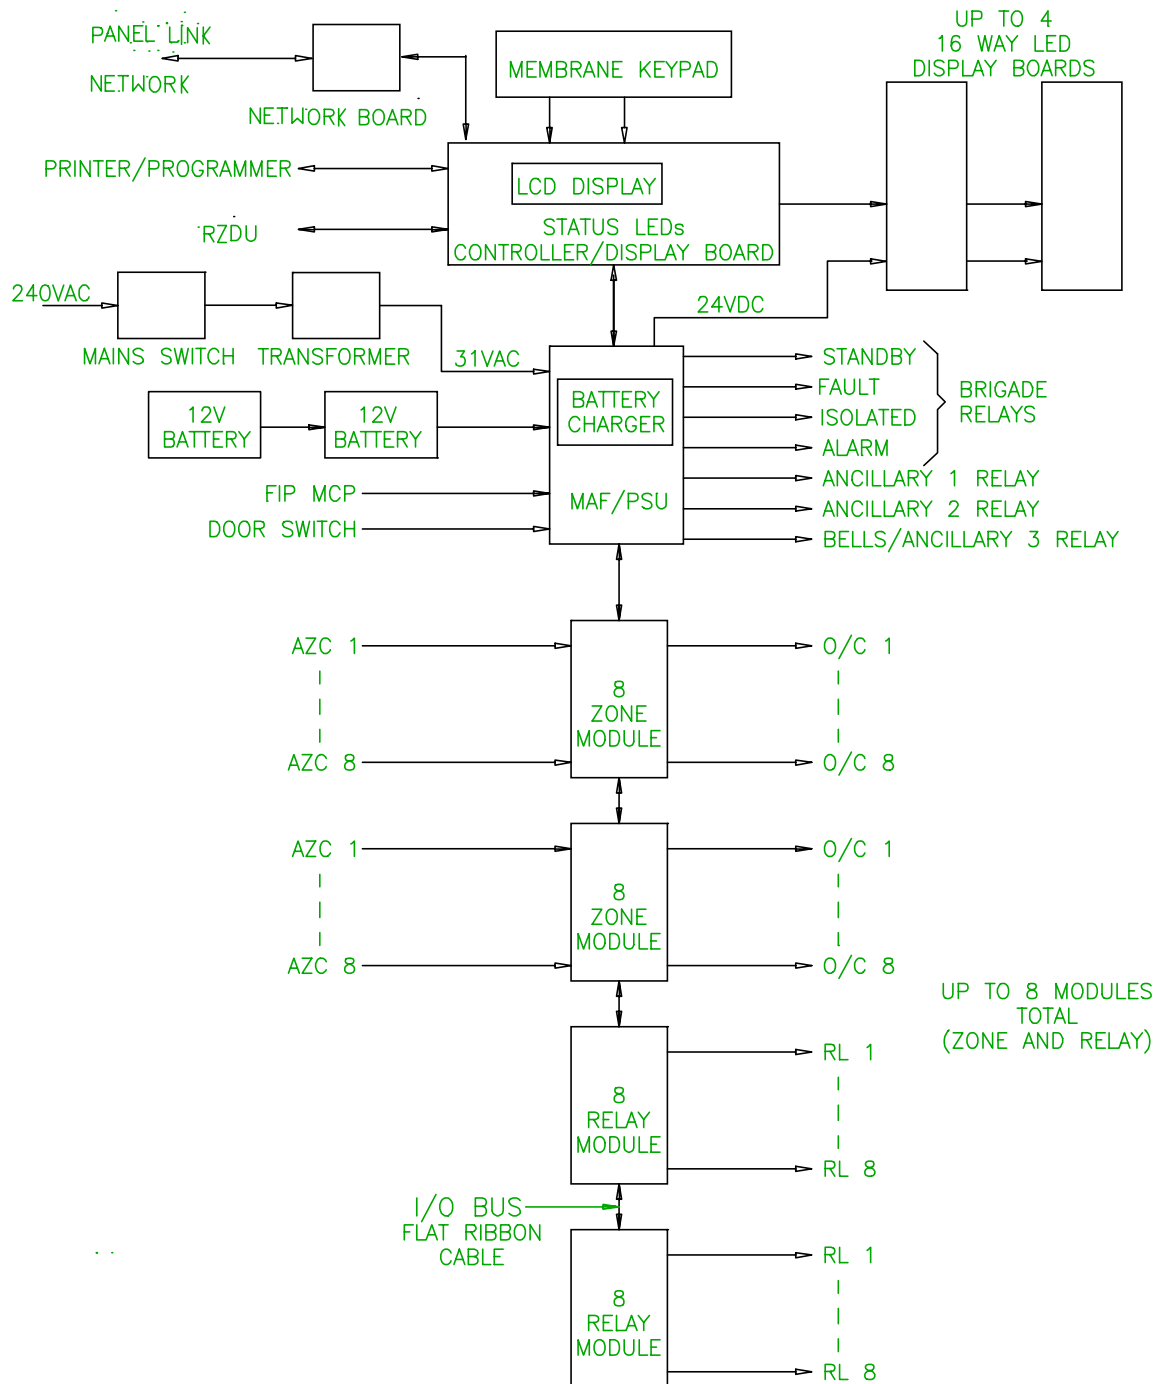 PANEL LINK
NETWORK
NETWORK BOARD
MEMBRANE KEYPAD
UP TO 4
16 WAY LED
DISPLAY BOARDS
PRINTER/PROGRAMMER
LCD DISPLAY
RZDU
STATUS LEDs
CONTROLLER/DISPLAY BOARD
240VAC
24VDC
MAINS SWITCH
TRANSFORMER
31VAC
STANDBY
FAULT
ISOLATED
ALARM
BRIGADE
RELAYS
12V
BATTERY
12V
BATTERY
BATTERY
CHARGER
MAF/PSU
ANCILLARY 1 RELAY
ANCILLARY 2 RELAY
BELLS/ANCILLARY 3 RELAY
FIP MCP
DOOR SWITCH
AZC 1
AZC 8
8
ZONE
MODULE
O/C 1
O/C 8
AZC 1
AZC 8
8
ZONE
MODULE
O/C 1
O/C 8
UP TO 8 MODULES
TOTAL
(ZONE AND RELAY)
8
RELAY
MODULE
RL 1
RL 8
I/O BUS
FLAT RIBBON
CABLE
8
RELAY
MODULE
RL 1
RL 8